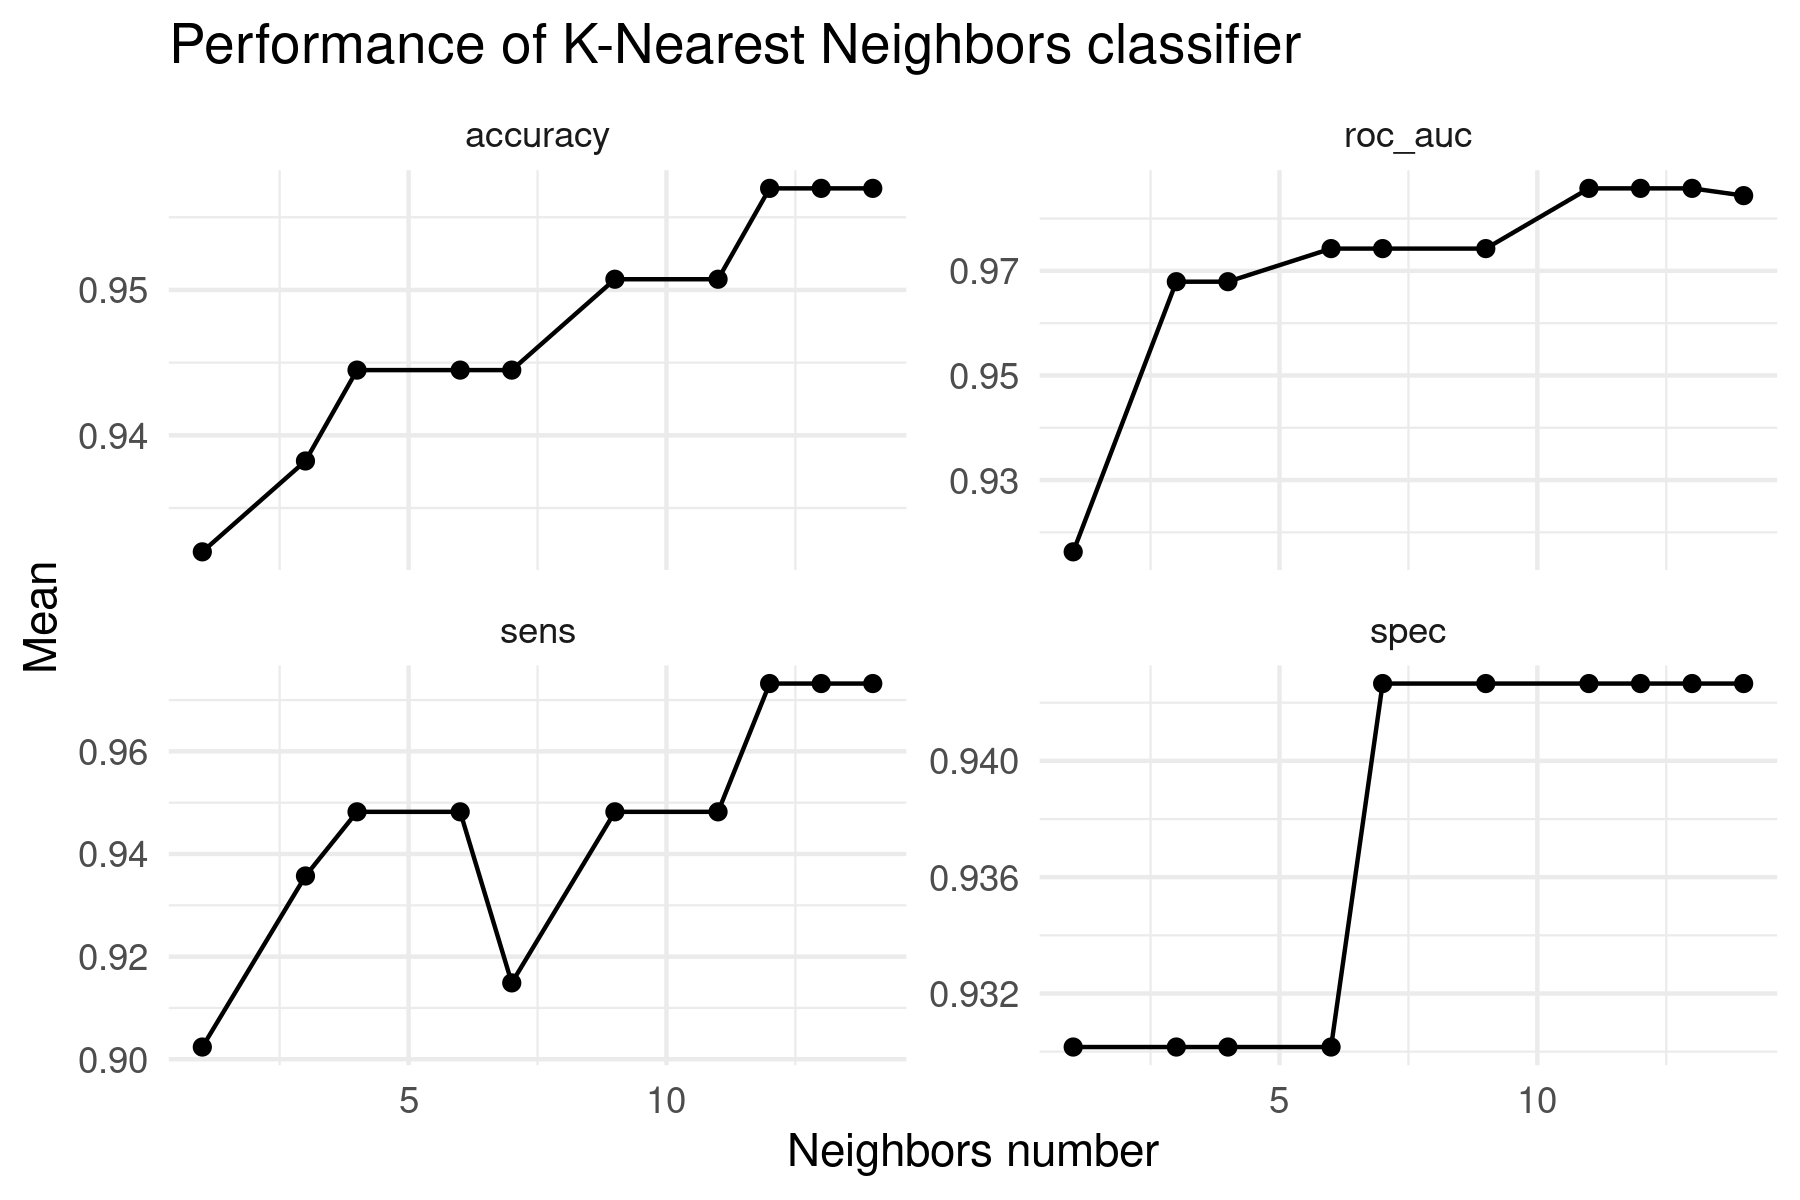 Performance of K-Nearest Neighbors classifier
accuracy
roc_auc
0.95
0.94
0.97
0.95
0.93
Mean
sens
spec
0.96
0.94
0.92
0.90
0.940
0.936
0.932
5
10
5
10
Neighbors number